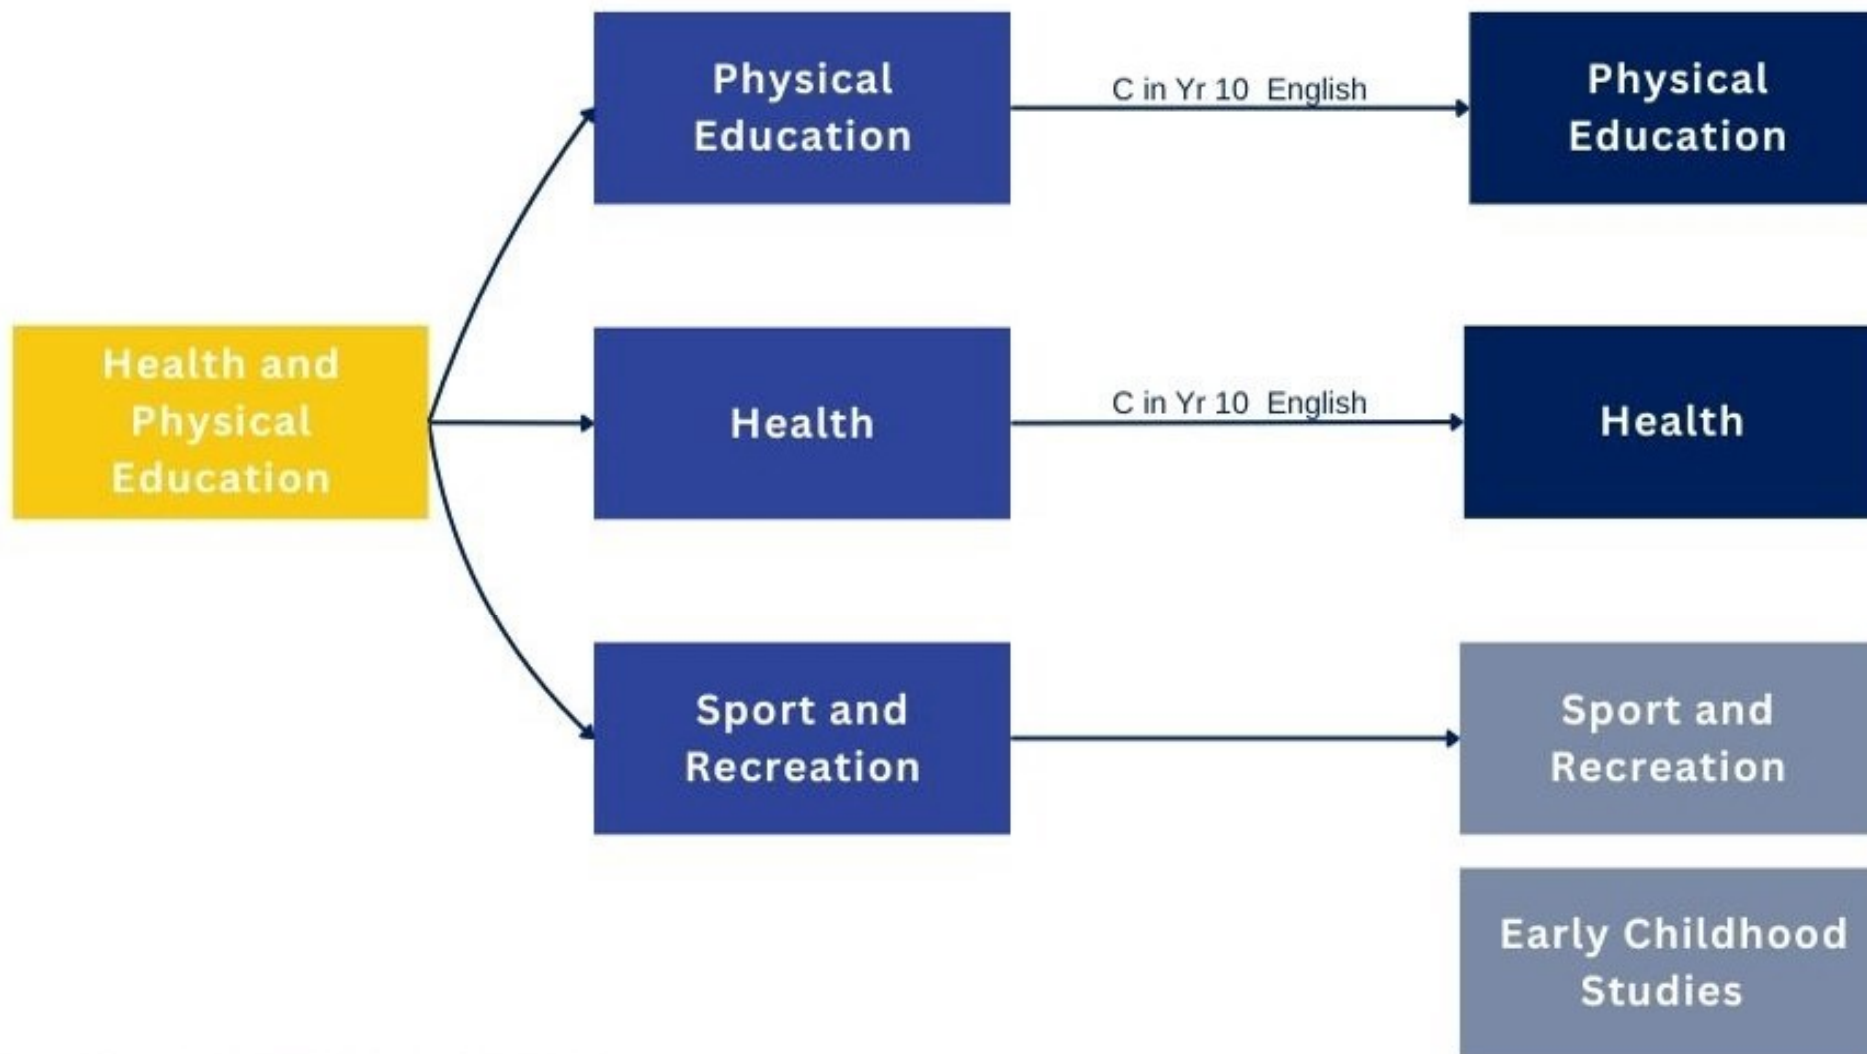 Physical
Education
C in Yr 10  English
Physical
Education
Health and
Physical
Education
Health
C in Yr 10  English
Health
Sport and
Recreation
Sport and
Recreation
Early Childhood
Studies